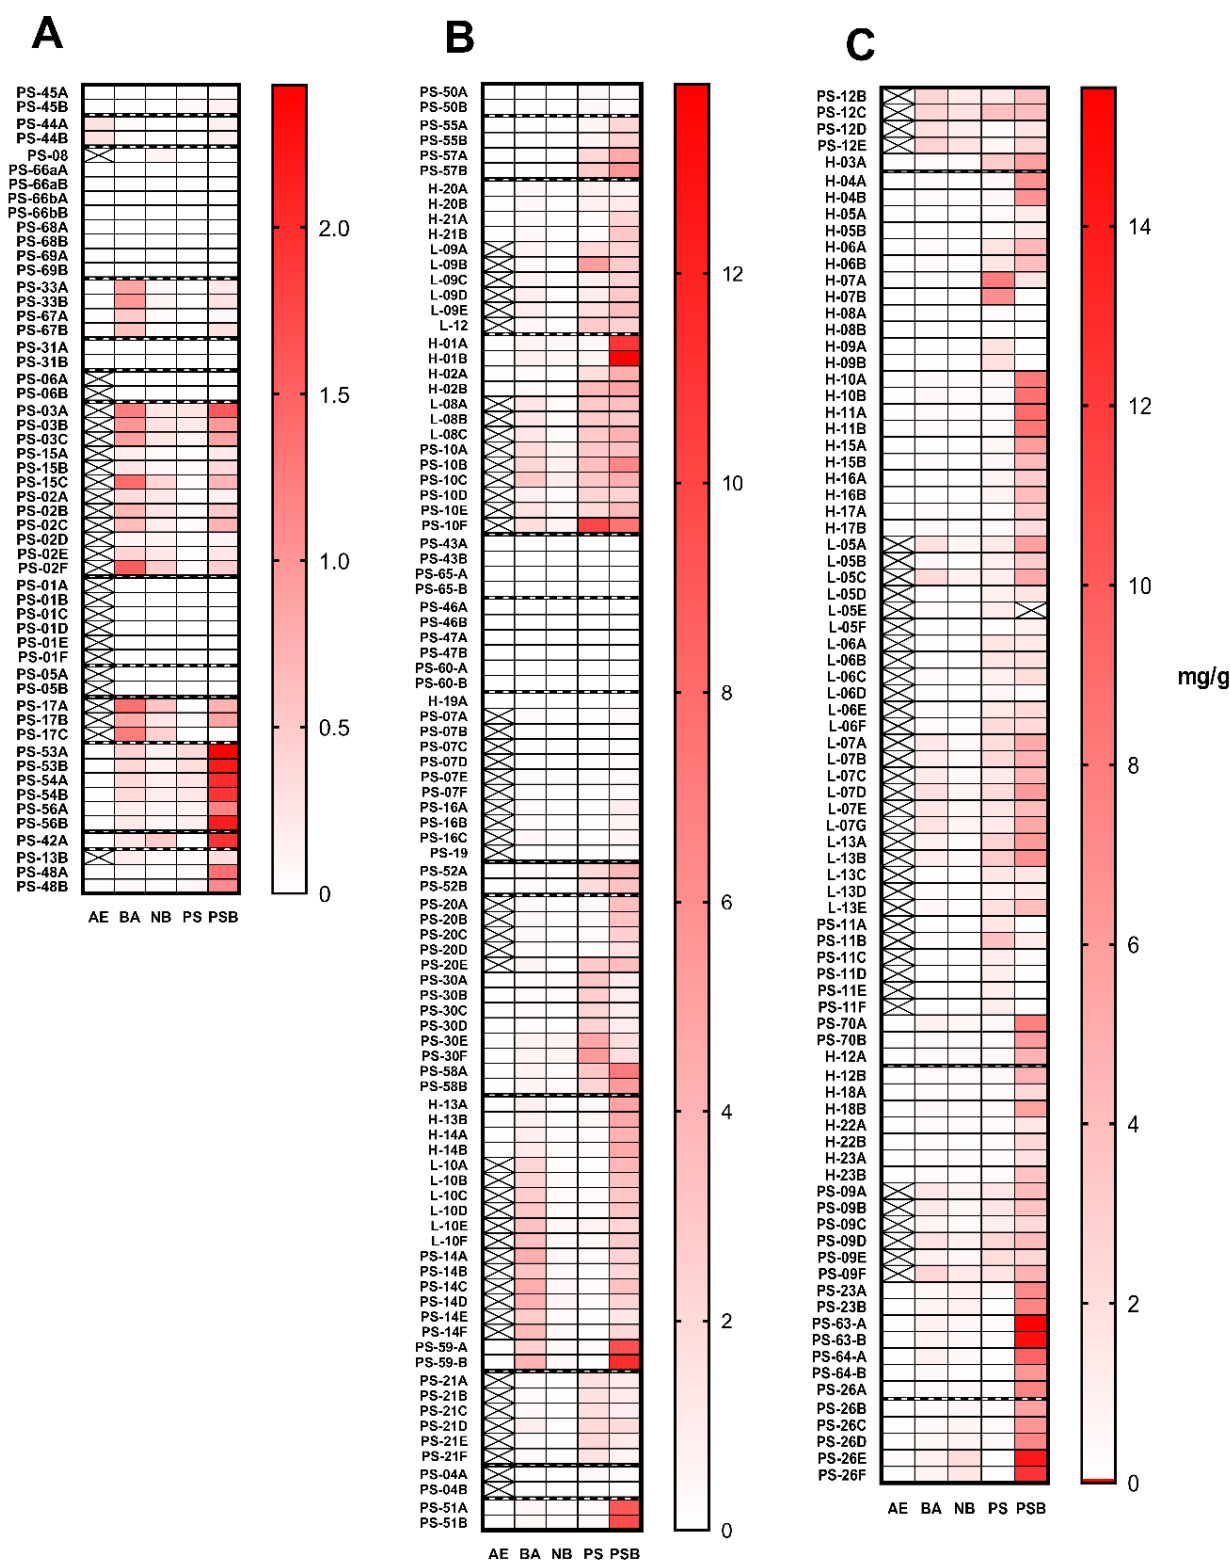 A
PS-45A
PS-45B
PS-44A
PS-44B
PS-08
PS-66aA
PS-66aB
PS-66bA
PS-66bB
PS-68A
PS-68B
PS-69A
PS-69B
PS-33A
PS-33B
PS-67A
PS-67B
PS-31A
PS-31B
PS-06A
PS-06B
PS-03A
PS-03B
PS-03C
PS-15A
PS-15B
PS-15C
PS-02A
PS-02B
PS-02C
PS-02D
PS-02E
PS-02F
PS-01A
PS-01B
PS-01C
PS-01D
PS-01E
PS-01F
PS-05A
PS-05B
PS-17A
PS-17B
PS-17C
PS-53A
PS-53B
PS-54A
PS-54B
PS-56A
PS-56B
PS-42A
PS-13B
PS-48A
PS-48B
AE BA NB PS PSB
2.0
1.5
1.0
0.5
0
B
PS-50A
PS-50B
PS-55A
PS-55B
PS-57A
PS-57B
H-20A
H-20B
H-21A
H-21B
L-09A
L-09B
L-09C
L-09D
L-09E
L-12
H-01A
H-01B
H-02A
H-02B
L-08A
L-08B
L-08C
PS-10A
PS-10B
PS-10C
PS-10D
PS-10E
PS-10F
PS-43A
PS-43B
PS-65-A
PS-65-B
PS-46A
PS-46B
PS-47A
PS-47B
PS-60-A
PS-60-B
H-19A
PS-07A
PS-07B
PS-07C
PS-07D
PS-07E
PS-07F
PS-16A
PS-16B
PS-16C
PS-19
PS-52A
PS-52B
PS-20A
PS-20B
PS-20C
PS-20D
PS-20E
PS-30A
PS-30B
PS-30C
PS-30D
PS-30E
PS-30F
PS-58A
PS-58B
H-13A
H-13B
H-14A
H-14B
L-10A
L-10B
L-10C
L-10D
L-10E
L-10F
PS-14A
PS-14B
PS-14C
PS-14D
PS-14E
PS-14F
PS-59-A
PS-59-B
PS-21A
PS-21B
PS-21C
PS-21D
PS-21E
PS-21F
PS-04A
PS-04B
PS-51A
PS-51B
AE BA NB PS PSB
12
10
8
6
4
2
0
C
PS-12B
PS-12C
PS-12D
PS-12E
H-03A
H-04A
H-04B
H-05A
H-05B
H-06A
H-06B
H-07A
H-07B
H-08A
H-08B
H-09A
H-09B
H-10A
H-10B
H-11A
H-11B
H-15A
H-15B
H-16A
H-16B
H-17A
H-17B
L-05A
L-05B
L-05C
L-05D
L-05E
L-05F
L-06A
L-06B
L-06C
L-06D
L-06E
L-06F
L-07A
L-07B
L-07C
L-07D
L-07E
L-07G
L-13A
L-13B
L-13C
L-13D
L-13E
PS-11A
PS-11B
PS-11C
PS-11D
PS-11E
PS-11F
PS-70A
PS-70B
H-12A
H-12B
H-18A
H-18B
H-22A
H-22B
H-23A
H-23B
PS-09A
PS-09B
PS-09C
PS-09D
PS-09E
PS-09F
PS-23A
PS-23B
PS-63-A
PS-63-B
PS-64-A
PS-64-B
PS-26A
PS-26B
PS-26C
PS-26D
PS-26E
PS-26F
AE BA NB PS PSB
14
12
10
8
6
4
2
0
mg/g